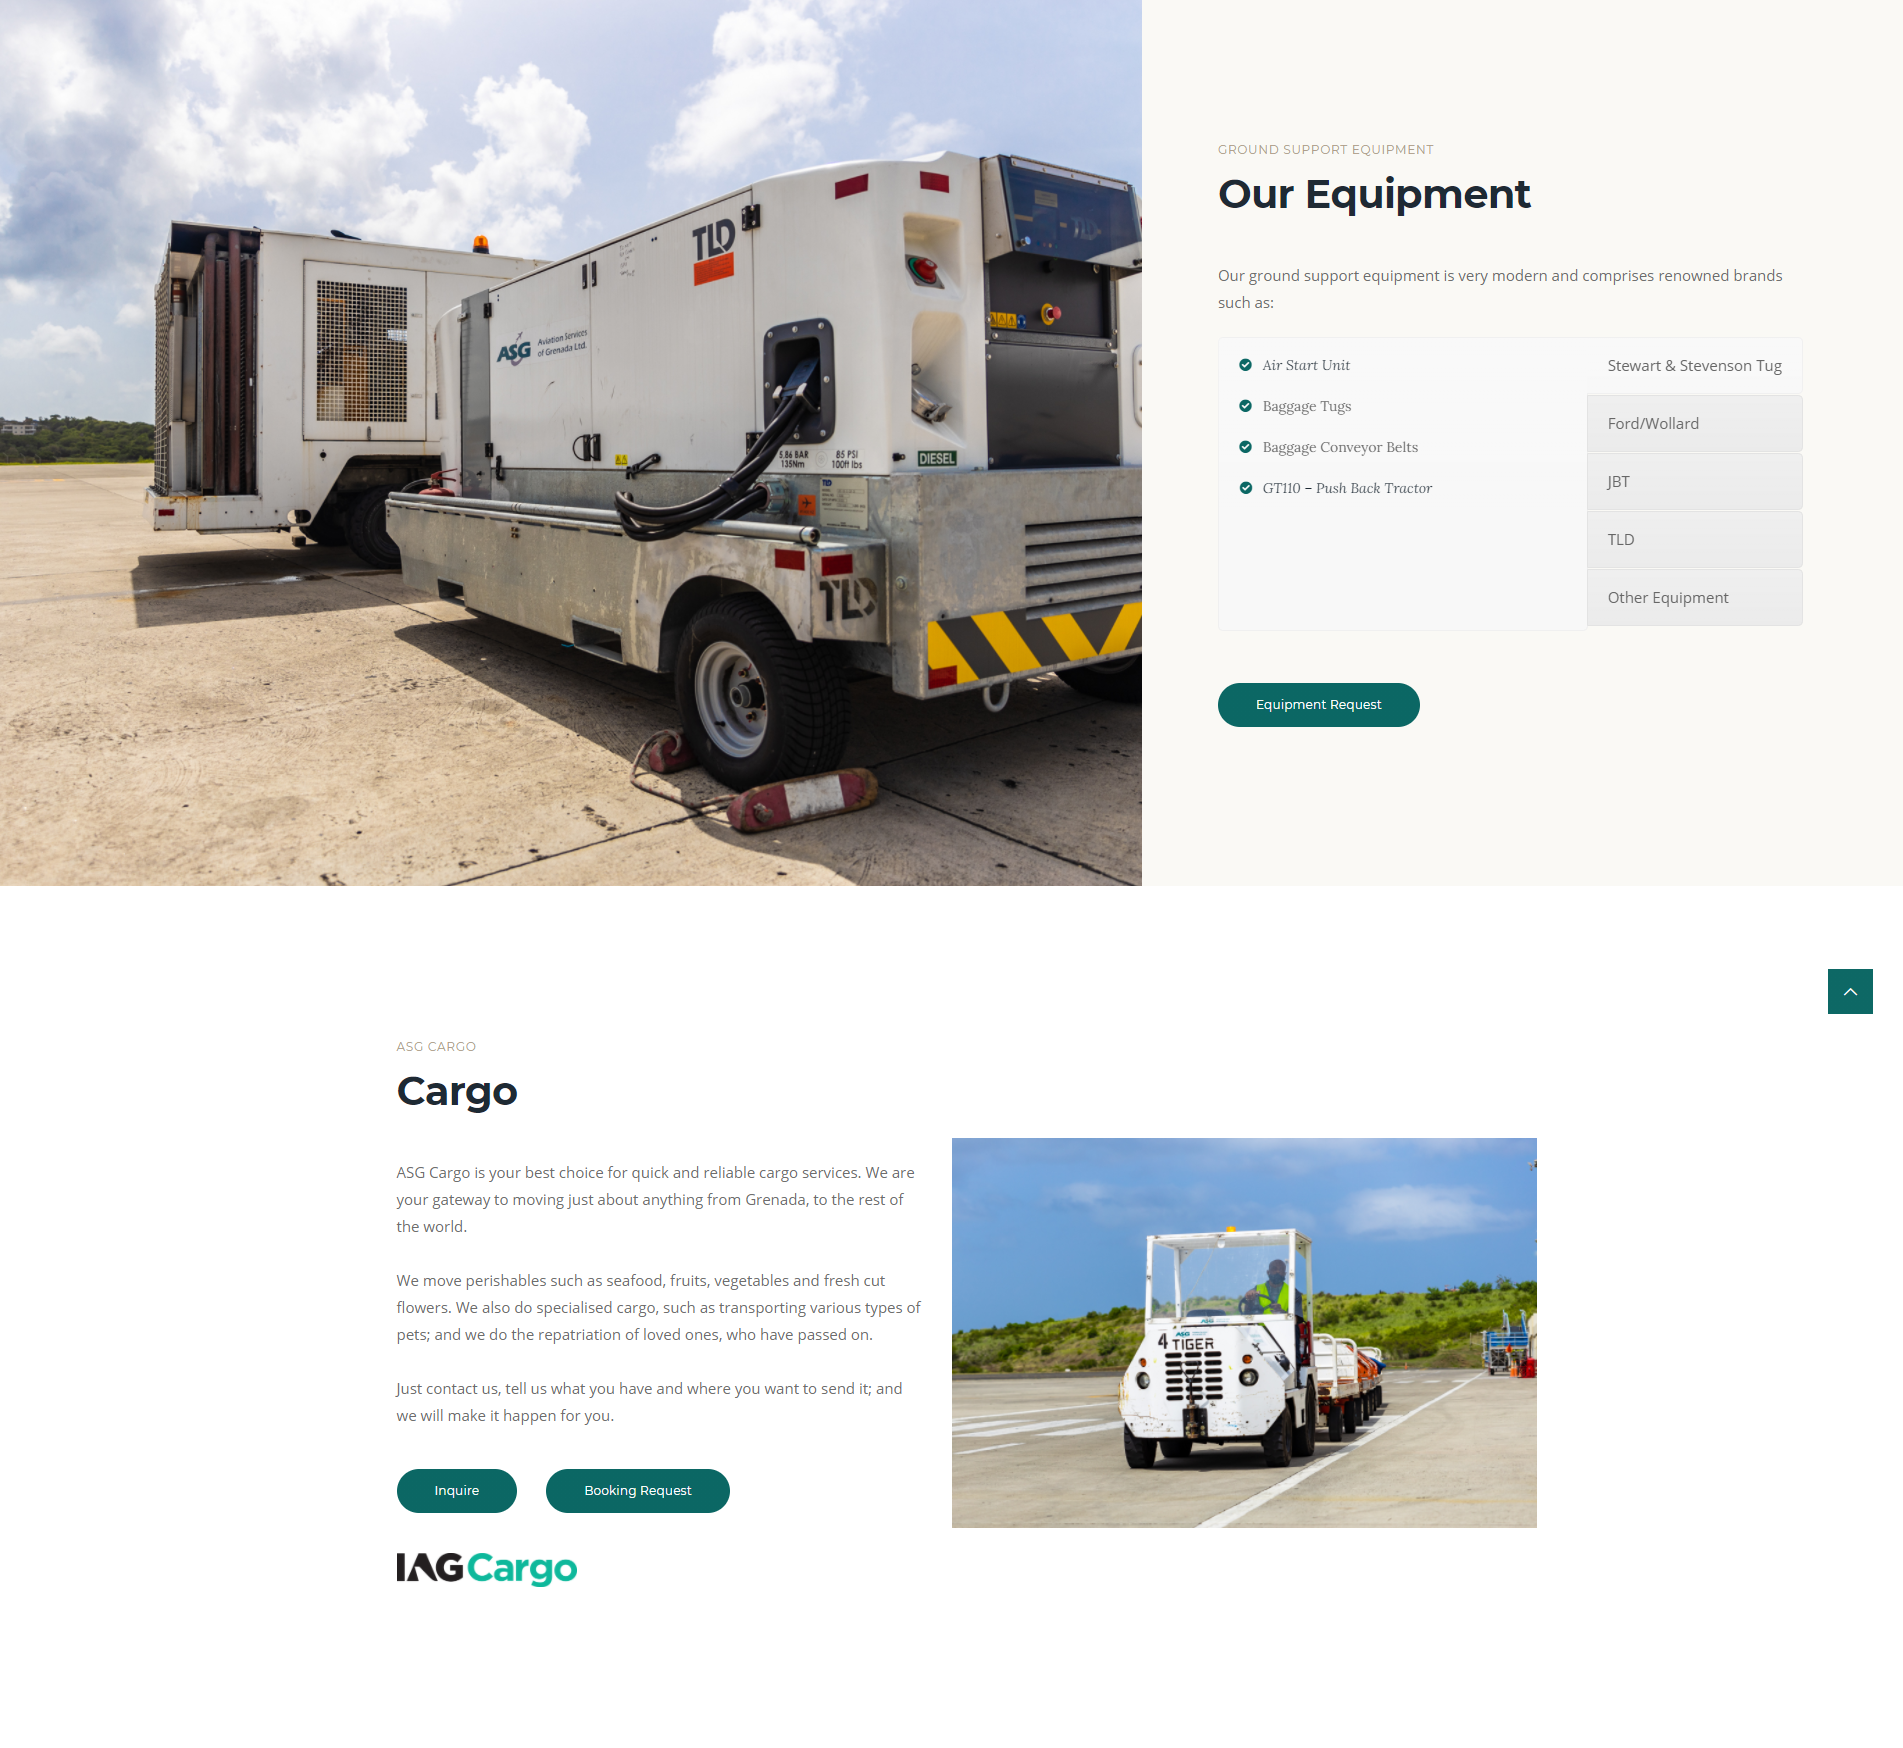 TLD
ASG Aviation Services
of Grenada Ltd.
5,86 BAR
135Nm
85 PSI
100ft lbs
DIESEL
TLD
GROUND SUPPORT EQUIPMENT
Our Equipment
Our ground support equipment is very modern and comprises renowned brands
such as:
Air Start Unit
Baggage Tugs
Baggage Conveyor Belts
GT110 – Push Back Tractor
Stewart & Stevenson Tug
Ford/Wollard
JBT
TLD
Other Equipment
Equipment Request
ASG CARGO
Cargo
ASG Cargo is your best choice for quick and reliable cargo services. We are
your gateway to moving just about anything from Grenada, to the rest of
the world.
We move perishables such as seafood, fruits, vegetables and fresh cut
flowers. We also do specialised cargo, such as transporting various types of
pets; and we do the repatriation of loved ones, who have passed on.
Just contact us, tell us what you have and where you want to send it; and
we will make it happen for you.
Inquire
Booking Request
IAG Cargo
ASG
ASG
4 TIGER